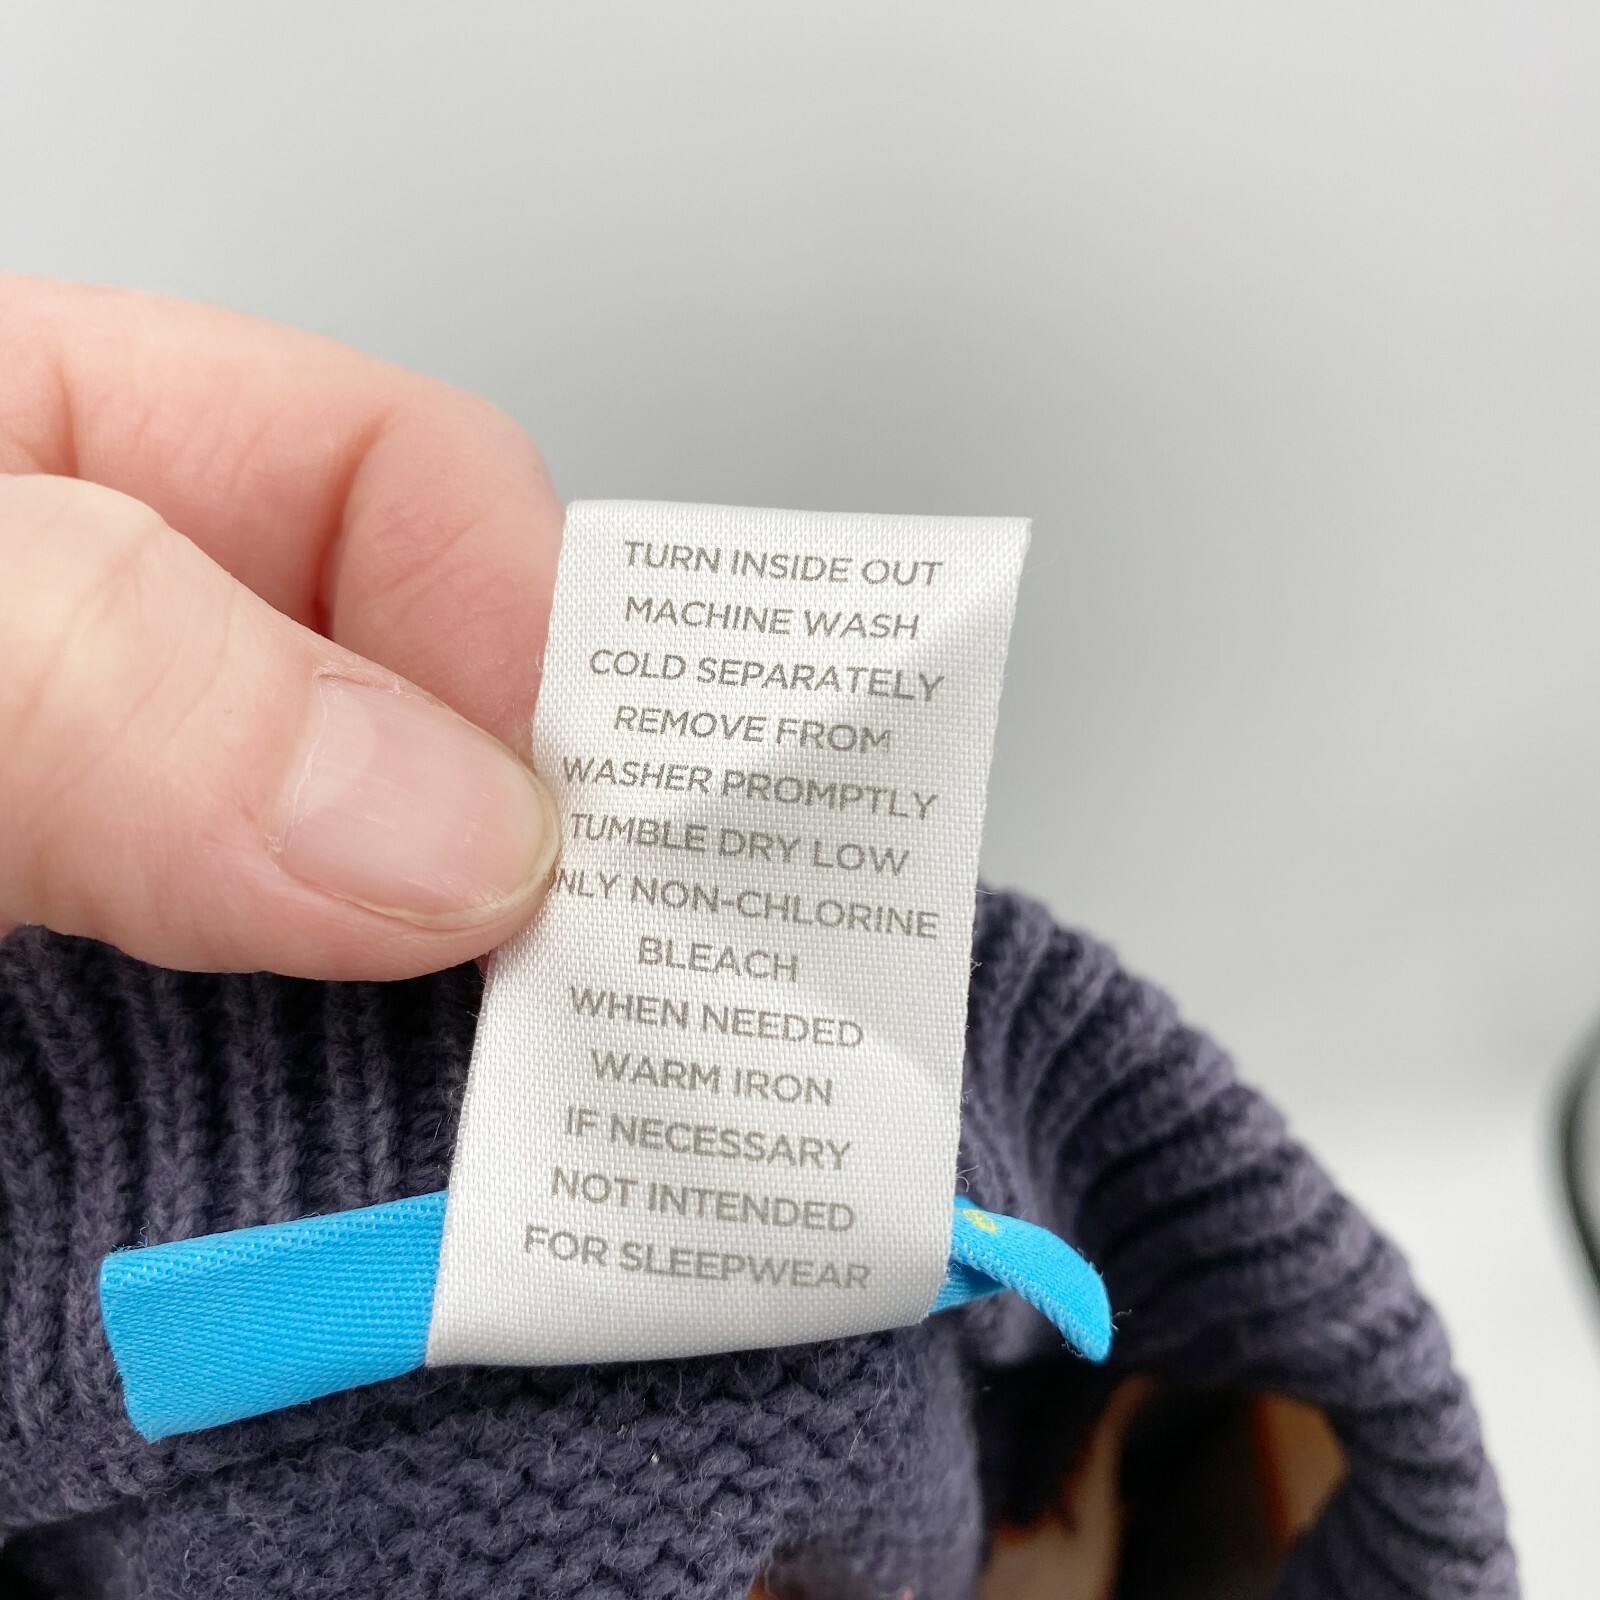 TURN INSIDE OUT
MACHINE WASH
COLD SEPARATELY
REMOVE FROM
WASHER PROMPTLY
TUMBLE DRY LOW
NLY NON-CHLORINE
BLEACH
WHEN NEEDED
WARM IRON
IF NECESSARY
NOT INTENDED
FOR SLEEPWEAR